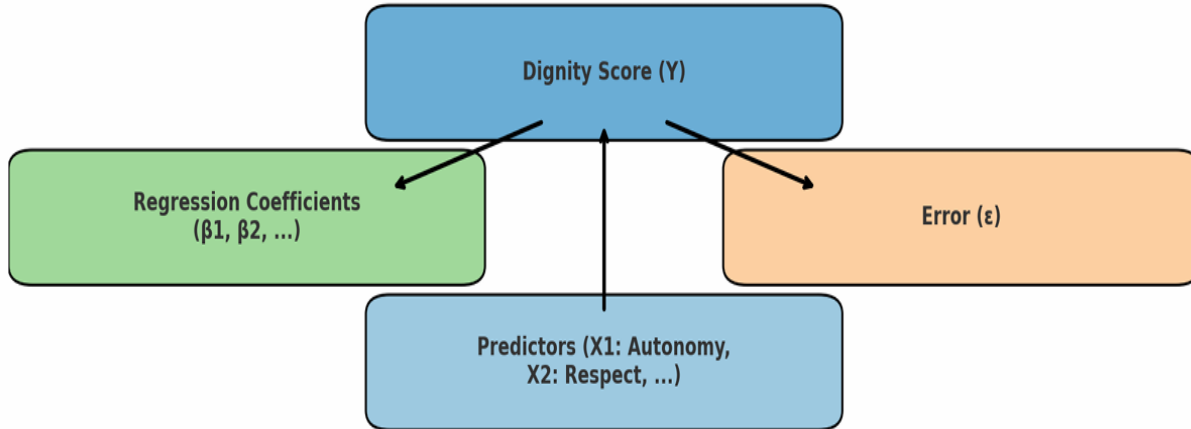 Dignity Score (Y)
Regression Coefficients
(β1, β2, ...)
Error (ε)
Predictors (X1: Autonomy,
X2: Respect, ...)